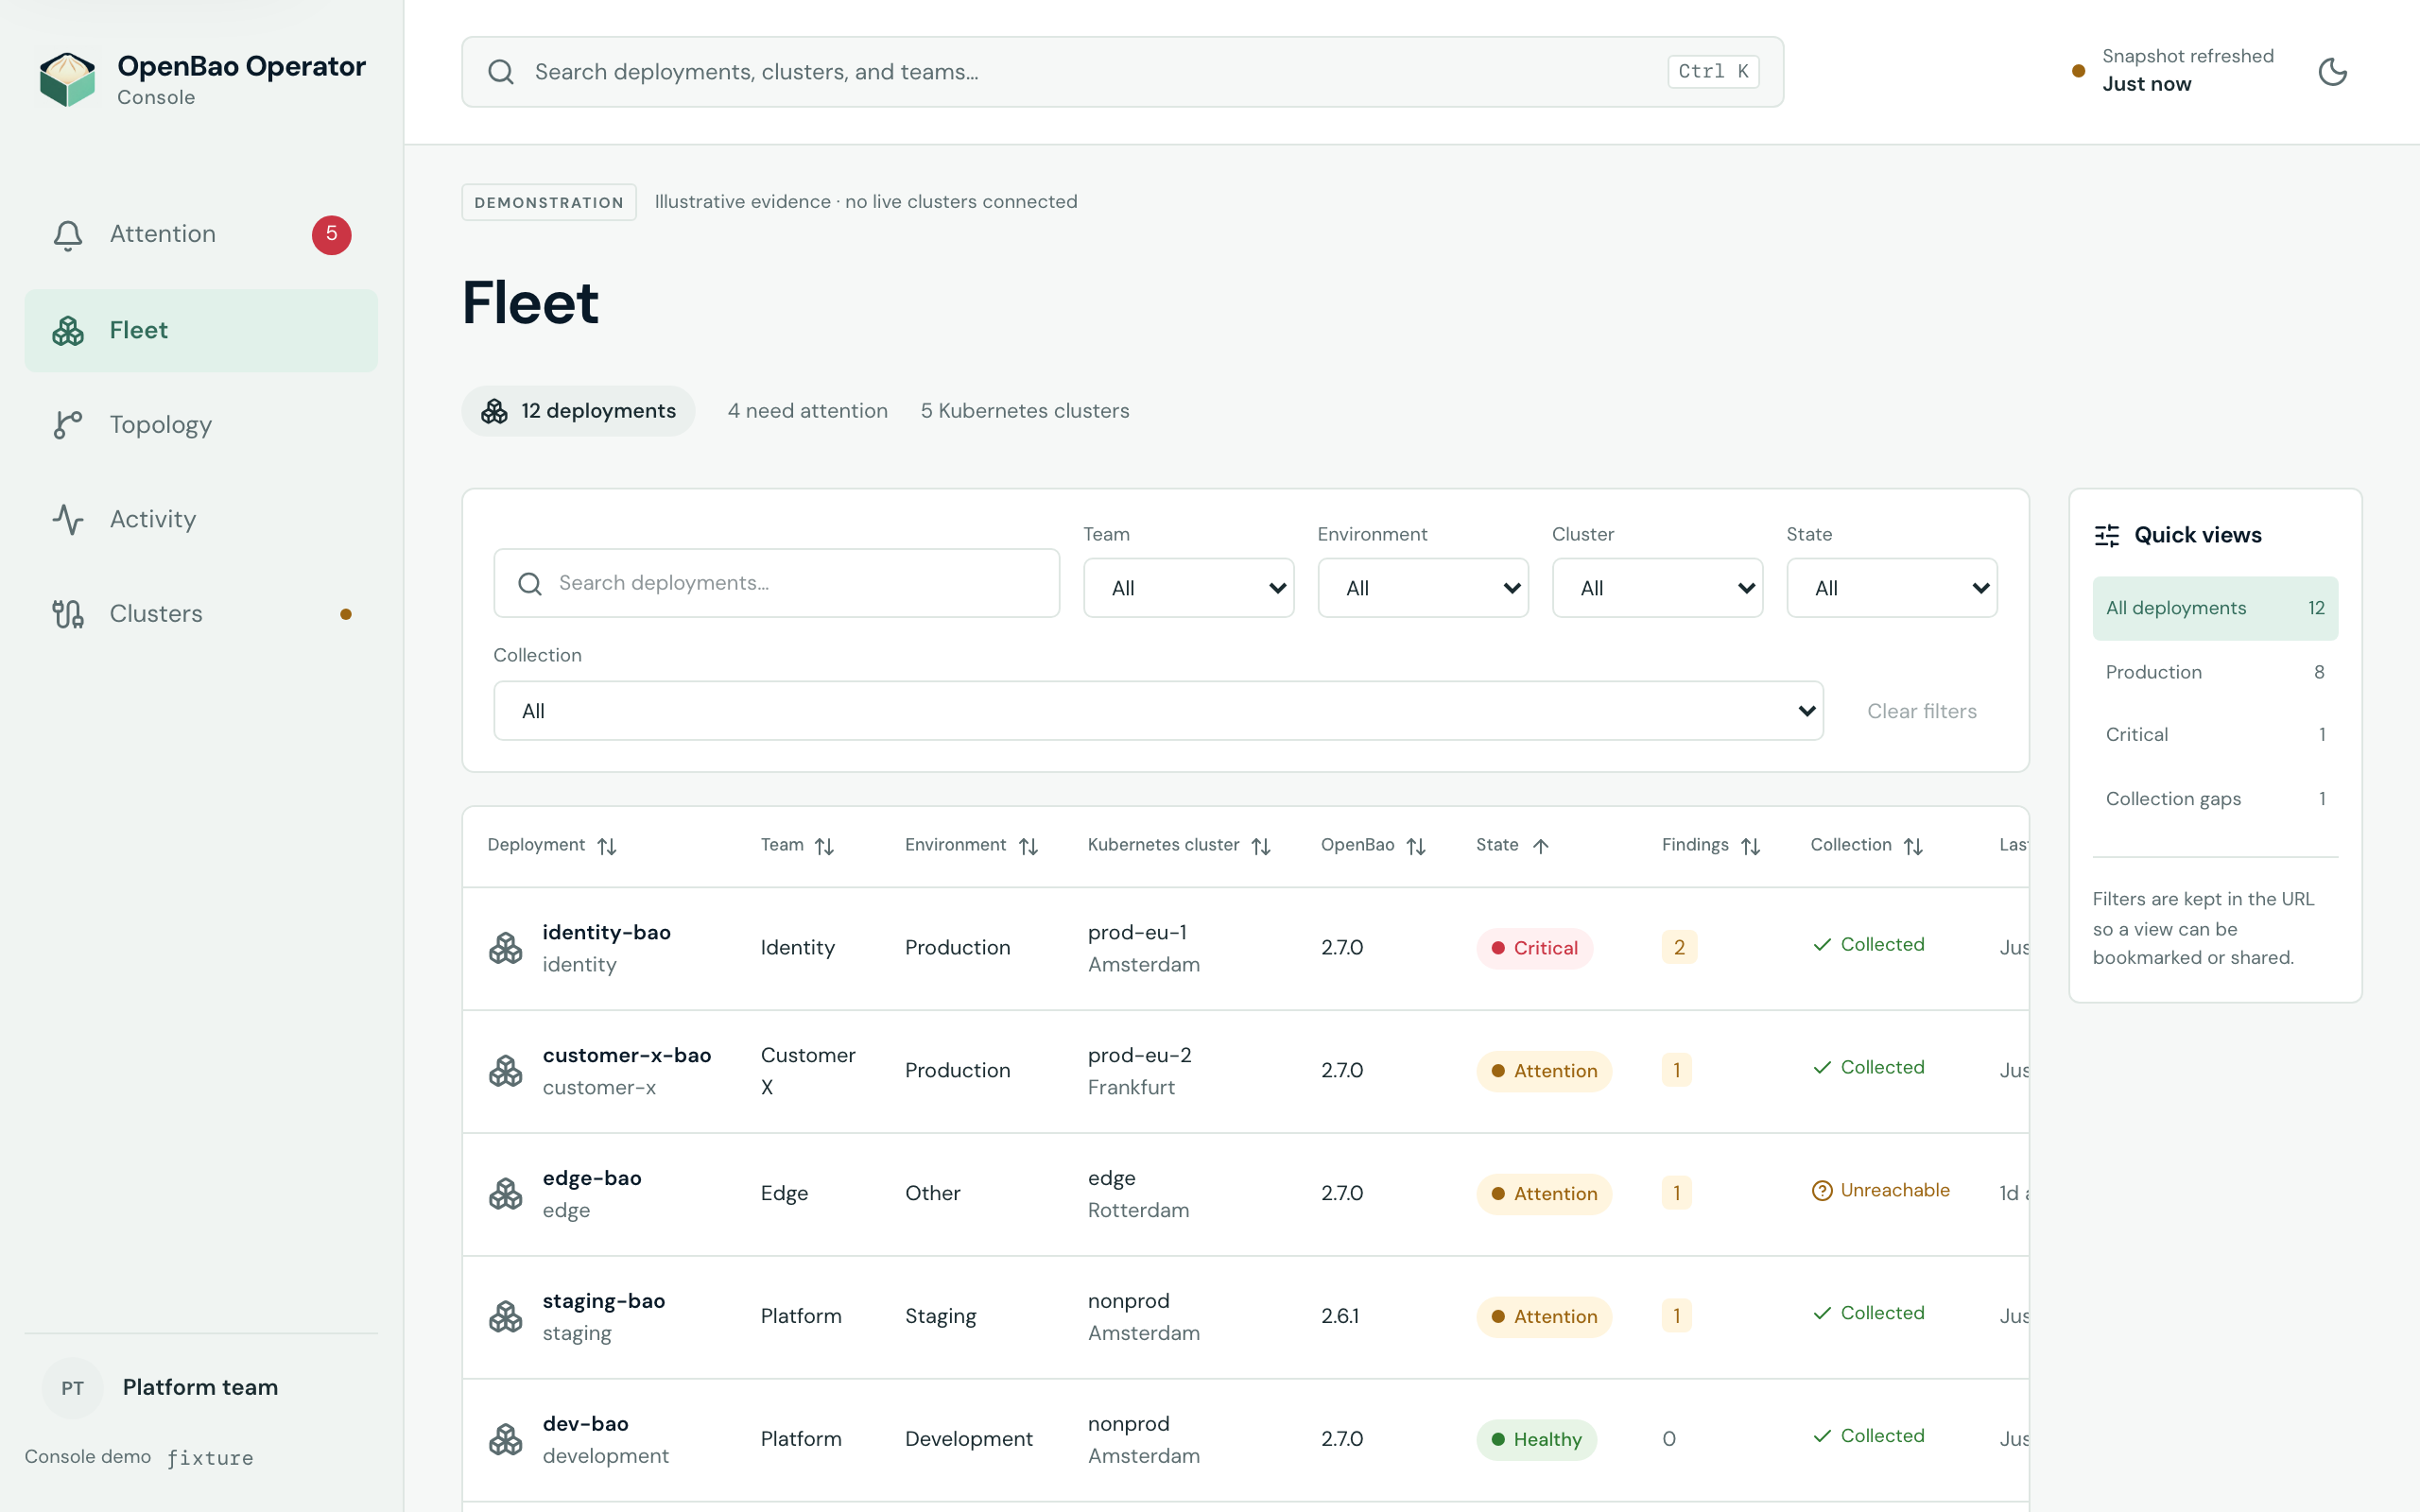 OpenBao Operator
Console
Search deployments, clusters, and teams...
Ctrl K
Snapshot refreshed
Just now
Attention
5
Fleet
Topology
Activity
Clusters
PT
Platform team
Console demo fixture
DEMONSTRATION
Illustrative evidence · no live clusters connected
Fleet
12 deployments
4 need attention
5 Kubernetes clusters
Search deployments...
Team
All
Environment
All
Cluster
All
State
All
Collection
All
Clear filters
Quick views
All deployments 12
Production 8
Critical 1
Collection gaps 1
Filters are kept in the URL
so a view can be
bookmarked or shared.
Deployment Team Environment Kubernetes cluster OpenBao State Findings Collection
identity-bao
identity
Identity
Production
prod-eu-1
Amsterdam
2.7.0
Critical
2
Collected
customer-x-bao
customer-x
Customer
X
Production
prod-eu-2
Frankfurt
2.7.0
Attention
1
Collected
edge-bao
edge
Edge
Other
edge
Rotterdam
2.7.0
Attention
1
Unreachable
1d
staging-bao
staging
Platform
Staging
nonprod
Amsterdam
2.6.1
Attention
1
Collected
dev-bao
development
Platform
Development
nonprod
Amsterdam
2.7.0
Healthy
0
Collected